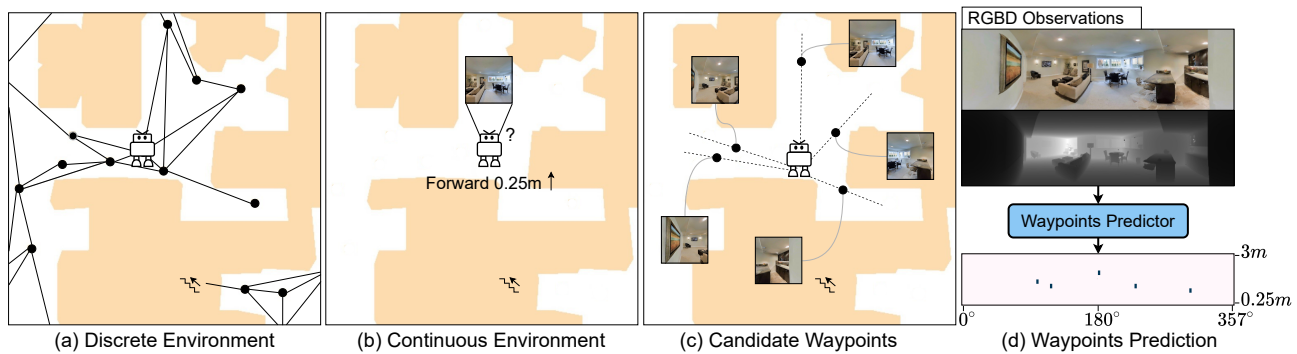 RGBD Observations
?
Forward 0.25m ↑
Waypoints Predictor
3m
0.25m
0° 180° 357°
(a) Discrete Environment (b) Continuous Environment (c) Candidate Waypoints (d) Waypoints Prediction